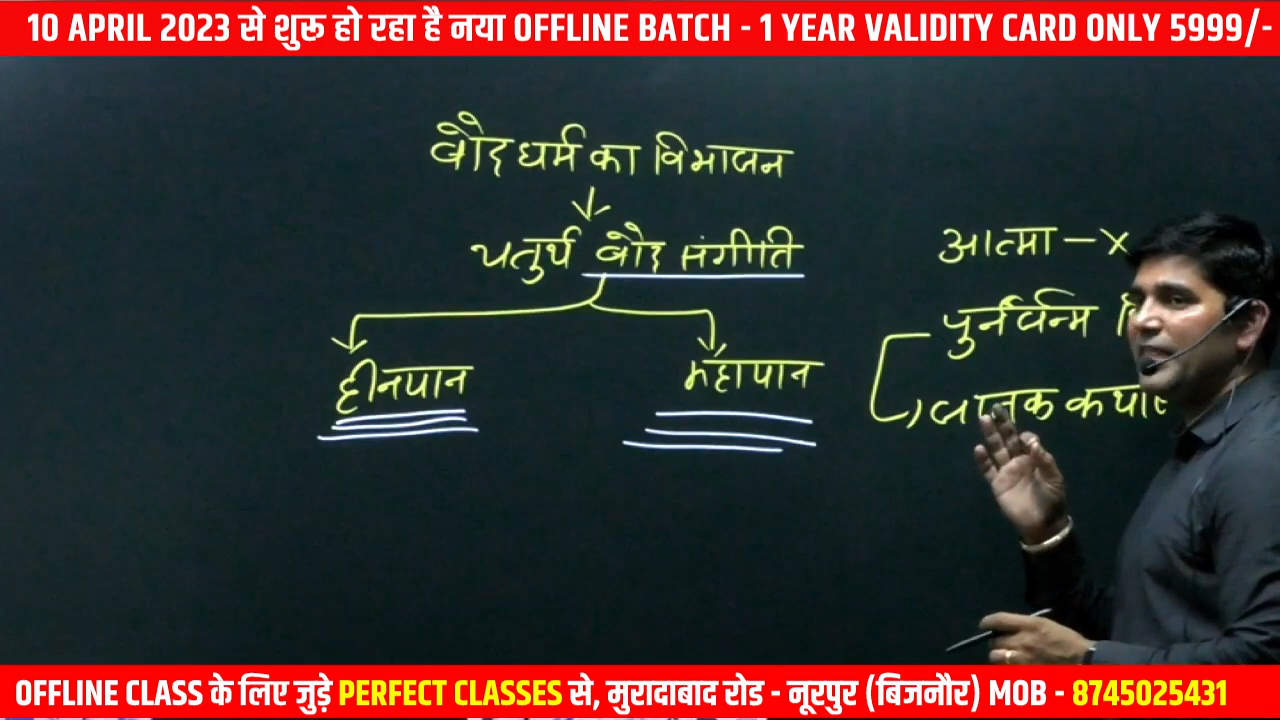 10 APRIL 2023 से शुरू हो रहा है नया OFFLINE BATCH - 1 YEAR VALIDITY CARD ONLY 5999/-
बौद्द धर्म का विभाजन
चतुर्थ बौद्द संगीति
हीनयान महायान
आत्मा - x
पुर्नर्जन्म
जातक कथाए
OFFLINE CLASS के लिए जुड़े PERFECT CLASSES से, मुरादाबाद रोड - नूरपुर (बिजनौर) MOB - 8745025431